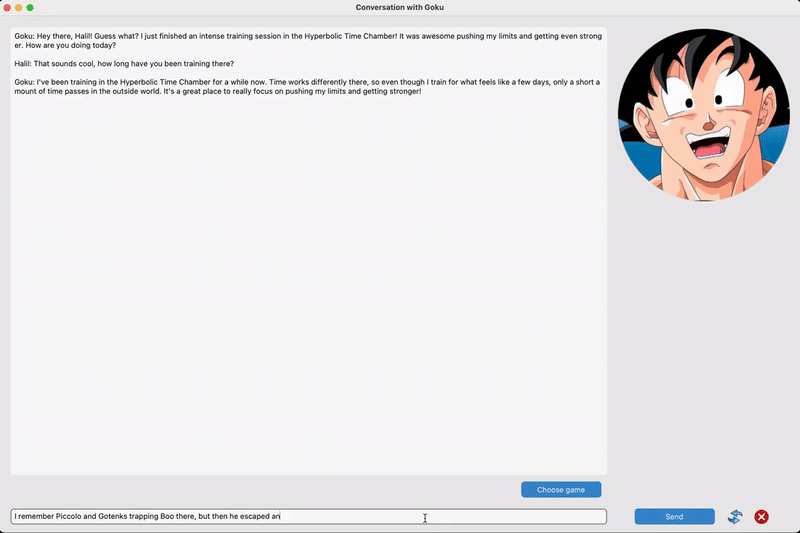 Conversation with Goku
Goku: Hey there, Halil! Guess what? I just finished an intense training session in the Hyperbolic Time Chamber! It was awesome pushing my limits and getting even strong
er. How are you doing today?
Halil: That sounds cool, how long have you been training there?
Goku: I've been training in the Hyperbolic Time Chamber for a while now. Time works differently there, so even though I train for what feels like a few days, only a short a
mount of time passes in the outside world. It's a great place to really focus on pushing my limits and getting stronger!
Choose game
I remember Piccolo and Gotenks trapping Boo there, but then he escaped an
Send